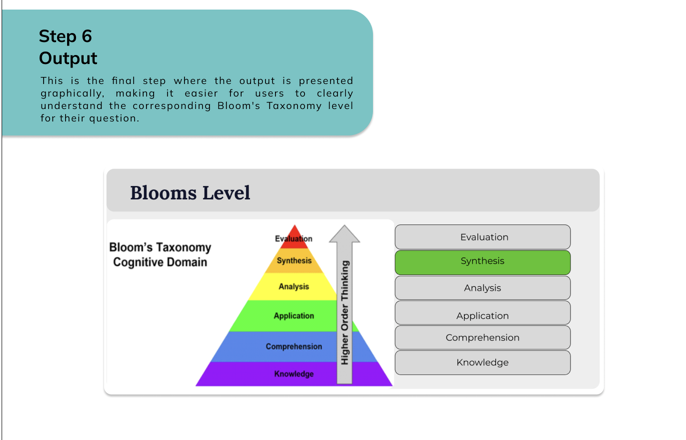 Step 6
Output
This is the final step where the output is presented
graphically, making it easier for users to clearly
understand the corresponding Bloom's Taxonomy level
for their question.
Blooms Level
Bloom's Taxonomy
Cognitive Domain
Evaluation
Synthesis
Analysis
Application
Comprehension
Knowledge
Higher Order Thinking
Evaluation
Synthesis
Analysis
Application
Comprehension
Knowledge